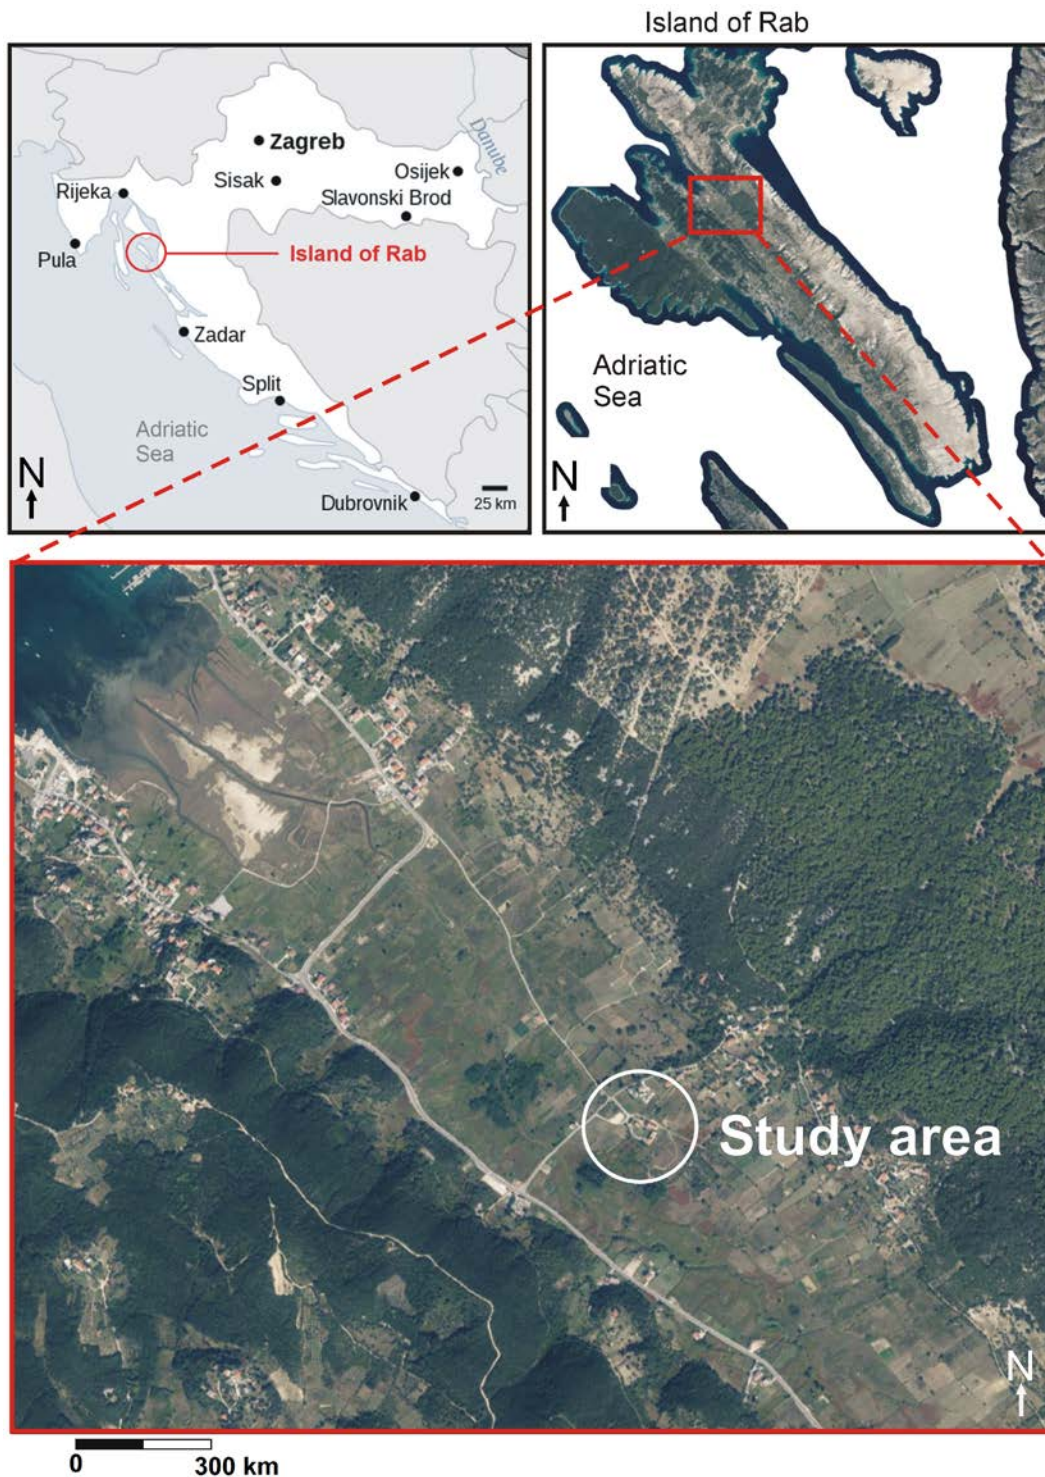 Island of Rab
Zagreb
Danube
Sisak
Osijek
Rijeka
Slavonski Brod
Pula
Island of Rab
Zadar
Split
Adriatic
Sea
N
25 km
Dubrovnik
Adriatic
Sea
N
Study area
N
0 300 km